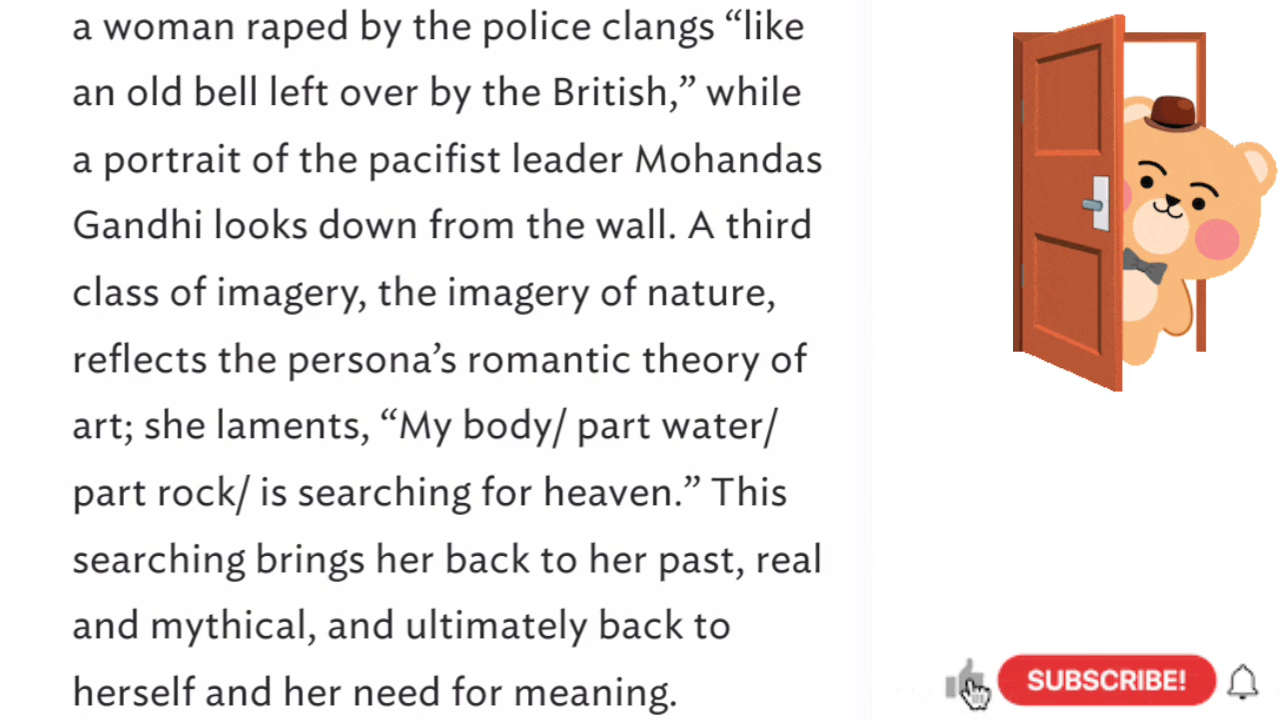 a woman raped by the police clangs “like
an old bell left over by the British,” while
a portrait of the pacifist leader Mohandas
Gandhi looks down from the wall. A third
class of imagery, the imagery of nature,
reflects the persona’s romantic theory of
art; she laments, “My body/ part water/
part rock/ is searching for heaven.” This
searching brings her back to her past, real
and mythical, and ultimately back to
herself and her need for meaning.
SUBSCRIBE!